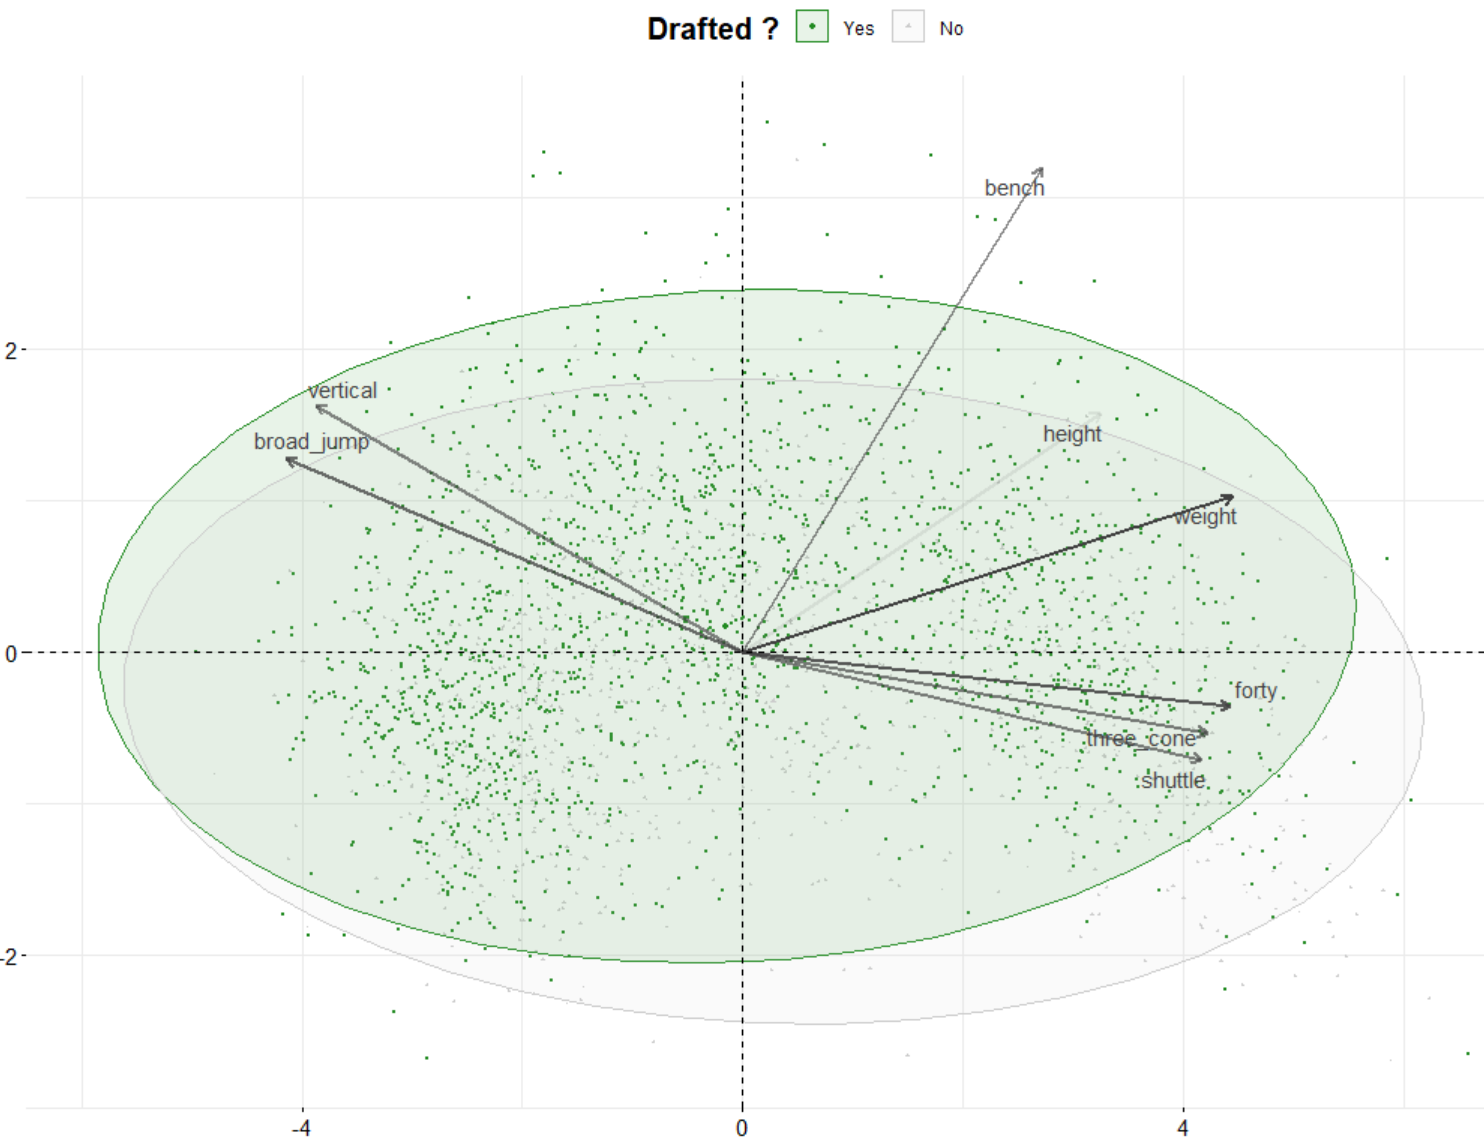 Drafted ? Yes No
bench
2
vertical
height
broad_jump
weight
0
forty
three_cone
shuttle
-2
-4 0 4